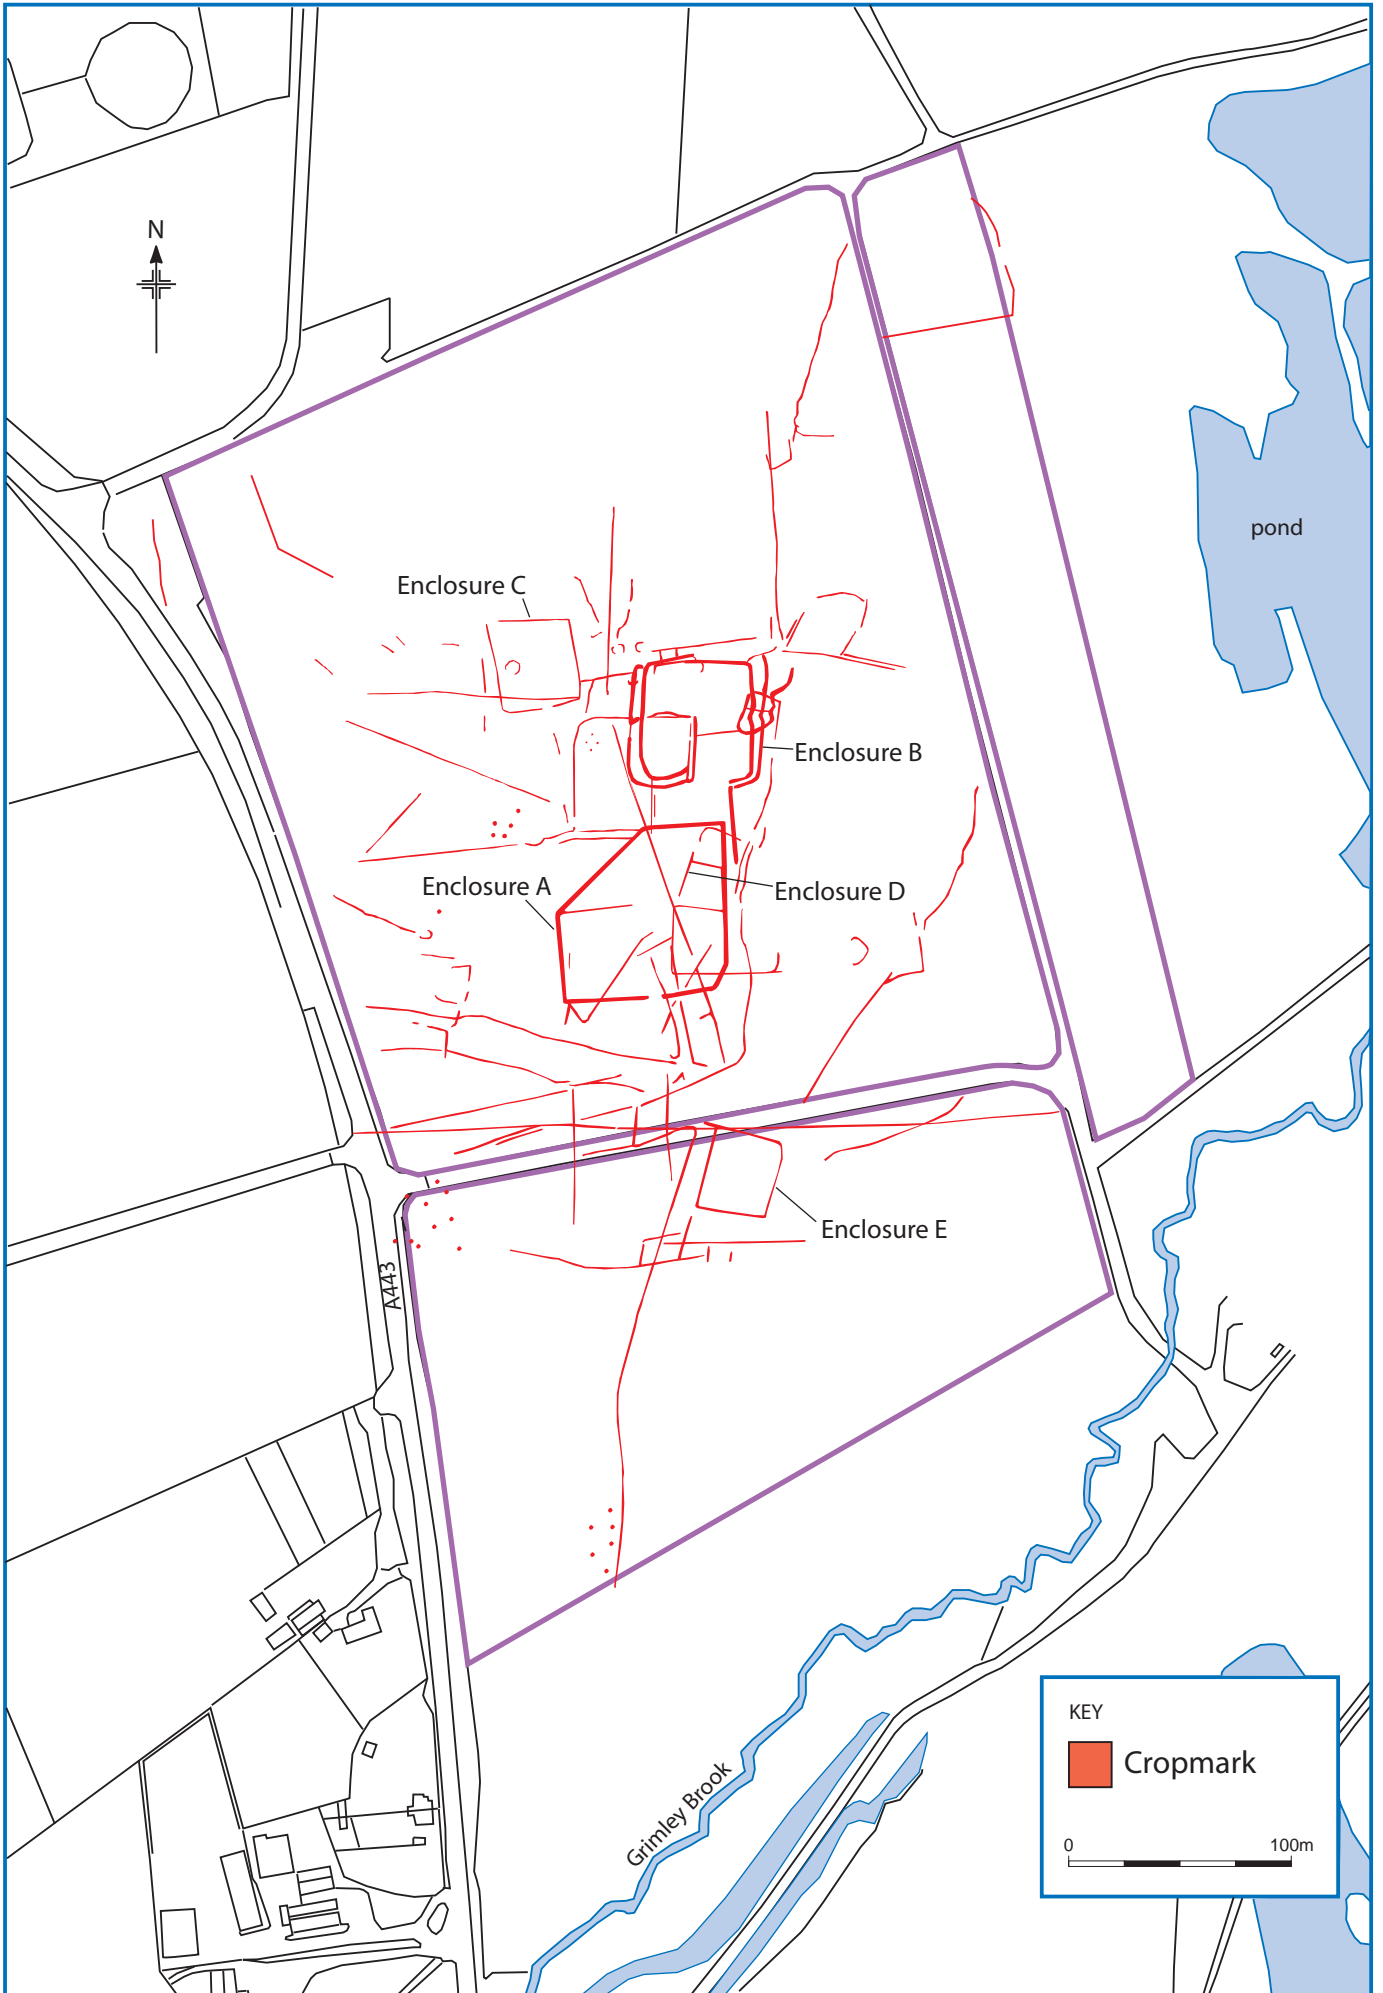 N
pond
Enclosure C
Enclosure B
Enclosure A
Enclosure D
Enclosure E
A443
KEY
Cropmark
0 100m
Grimley Brook